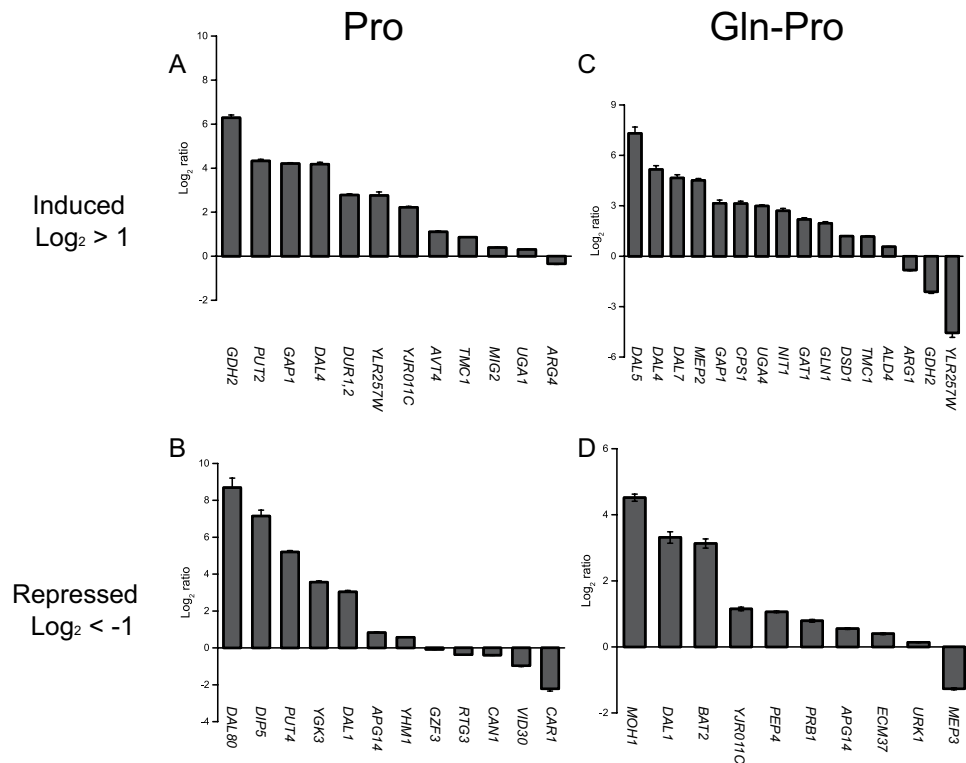 Pro
Gln-Pro
Induced
Log₂ > 1
Repressed
Log₂ < -1
A
Log₂ ratio
10
8
6
4
2
0
-2
GDH2
PUT2
GAP1
DAL4
DUR1,2
YLR257W
YJR011C
AVT4
TMC1
MIG2
UGA1
ARG4
C
Log₂ ratio
9
6
3
0
-3
-6
DAL5
DAL4
DAL7
MEP2
GAP1
CPS1
UGA4
NIT1
GAT1
GLN1
DSD1
TMC1
ALD4
ARG1
GDH2
YLR257W
B
Log₂ ratio
10
8
6
4
2
0
-2
-4
DAL80
DIP5
PUT4
YGK3
DAL1
APG14
YHM1
GZF3
RTG3
CAN1
VID30
CAR1
D
Log₂ ratio
6
4
2
0
-2
MOH1
DAL1
BAT2
YJR011C
PEP4
PRB1
APG14
ECM37
URK1
MEP3